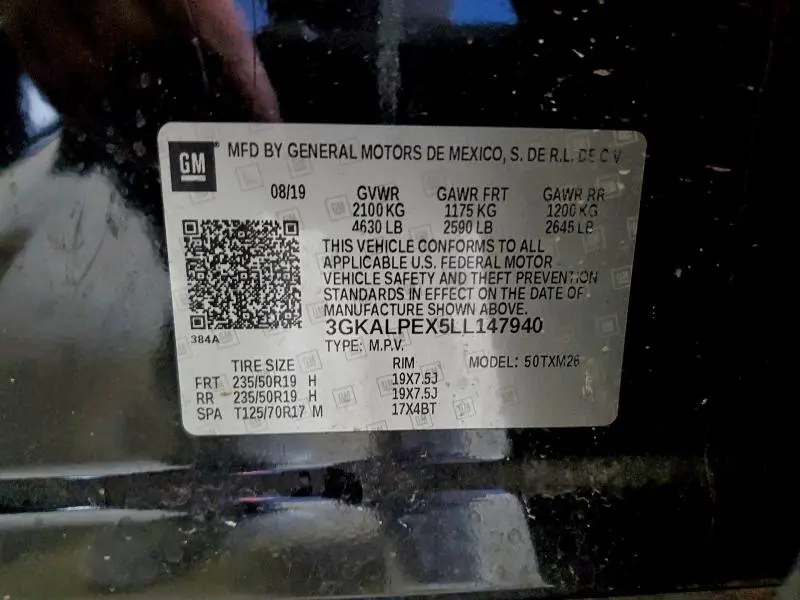 GM MFD BY GENERAL MOTORS DE MEXICO, S. DE R.L. DE C V
08/19 GVWR GAWR FRT GAWR RR
2100 KG 1175 KG 1200 KG
4630 LB 2590 LB 2645 LB
THIS VEHICLE CONFORMS TO ALL
APPLICABLE U.S. FEDERAL MOTOR
VEHICLE SAFETY AND THEFT PREVENTION
STANDARDS IN EFFECT ON THE DATE OF
MANUFACTURE SHOWN ABOVE.
3GKALPEX5LL147940
384A
TYPE: M.P.V.
TIRE SIZE RIM MODEL: 50TXM26
FRT 235/50R19 H 19X7.5J
RR 235/50R19 H 19X7.5J
SPA T125/70R17 M 17X4BT